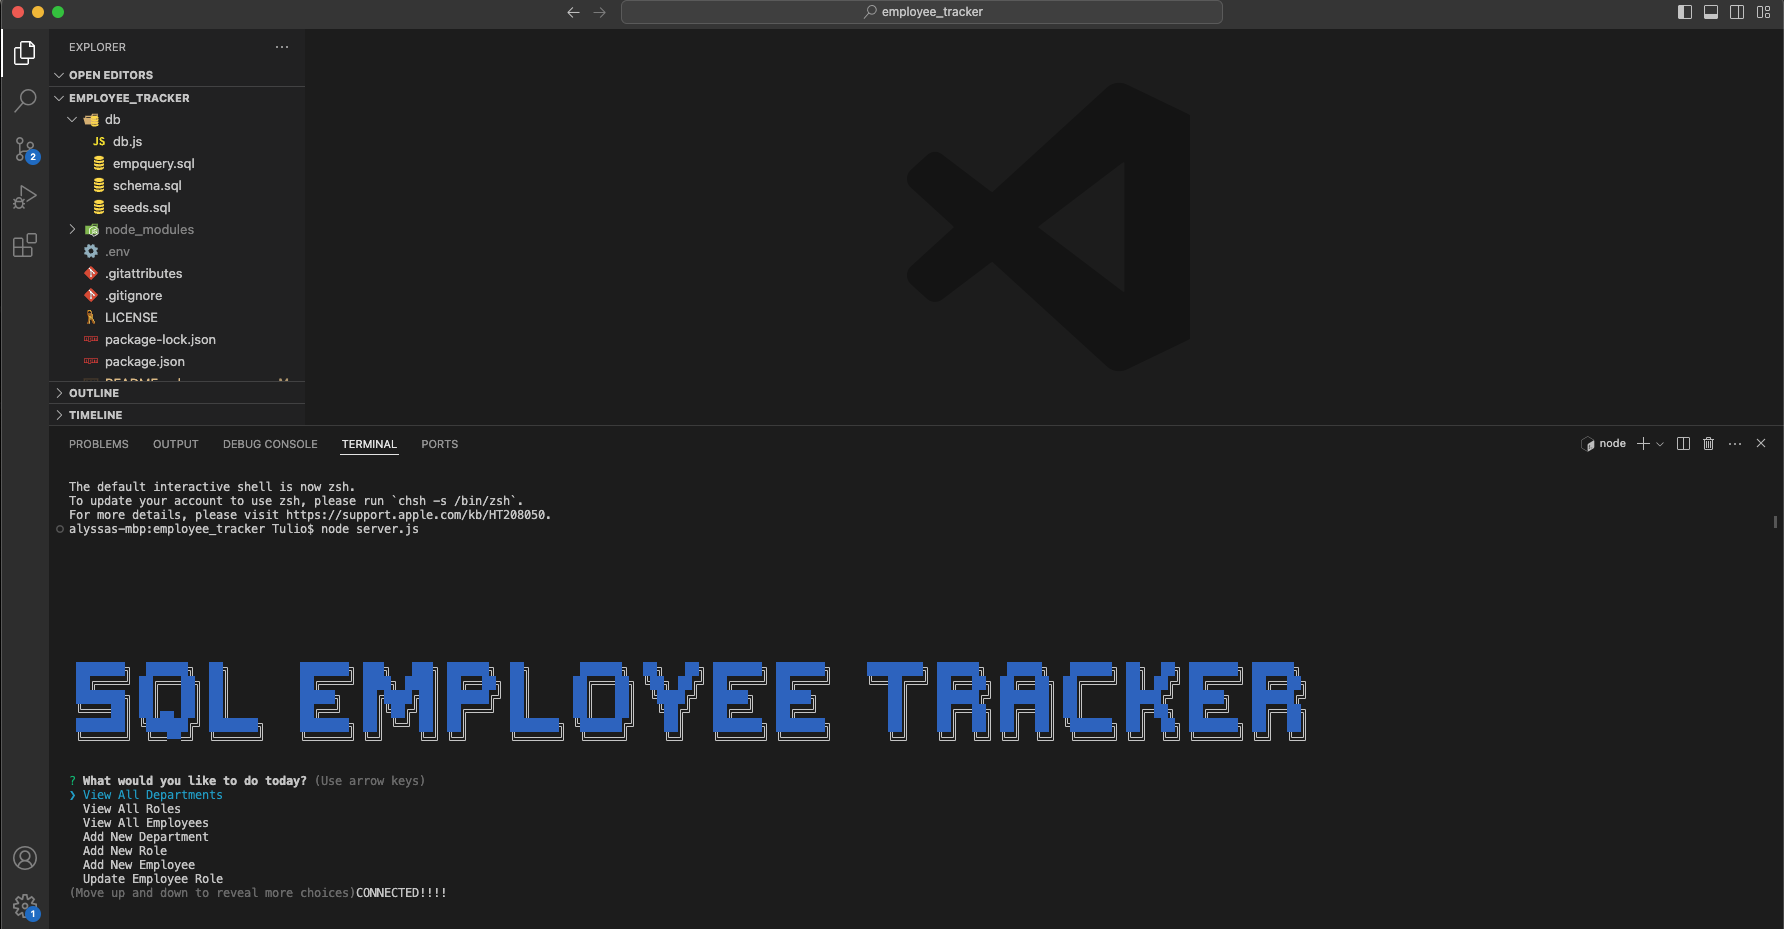 employee_tracker
EXPLORER
OPEN EDITORS
EMPLOYEE_TRACKER
db
JS db.js
empquery.sql
schema.sql
seeds.sql
node_modules
.env
.gitattributes
.gitignore
LICENSE
package-lock.json
package.json
OUTLINE
TIMELINE
2
1
PROBLEMS OUTPUT DEBUG CONSOLE TERMINAL PORTS
node
The default interactive shell is now zsh.
To update your account to use zsh, please run `chsh -s /bin/zsh`.
For more details, please visit https://support.apple.com/kb/HT208050.
alyssas-mbp:employee_tracker Tulio$ node server.js
SQL EMPLOYEE TRACKER
? What would you like to do today? (Use arrow keys)
❯ View All Departments
View All Roles
View All Employees
Add New Department
Add New Role
Add New Employee
Update Employee Role
(Move up and down to reveal more choices)CONNECTED!!!!